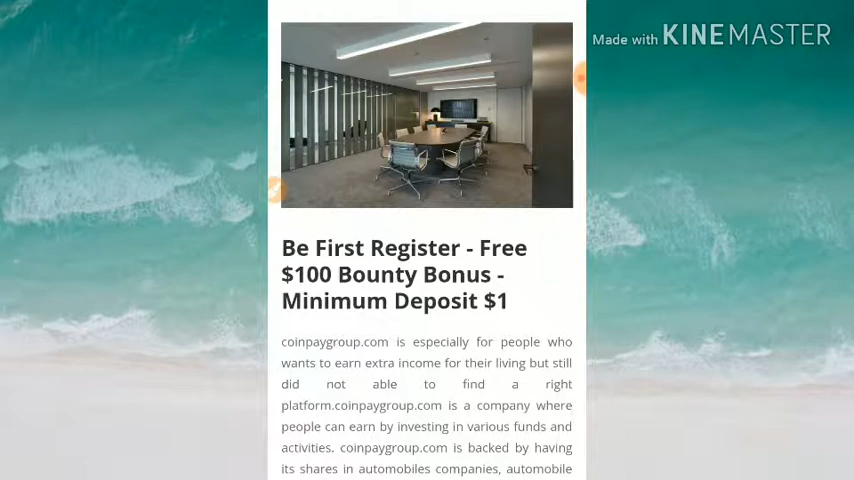 Made with KINEMASTER
Be First Register - Free
$100 Bounty Bonus -
Minimum Deposit $1
coinpaygroup.com is especially for people who
wants to earn extra income for their living but still
did not able to find a right
platform.coinpaygroup.com is a company where
people can earn by investing in various funds and
activities. coinpaygroup.com is backed by having
its shares in automobiles companies, automobile